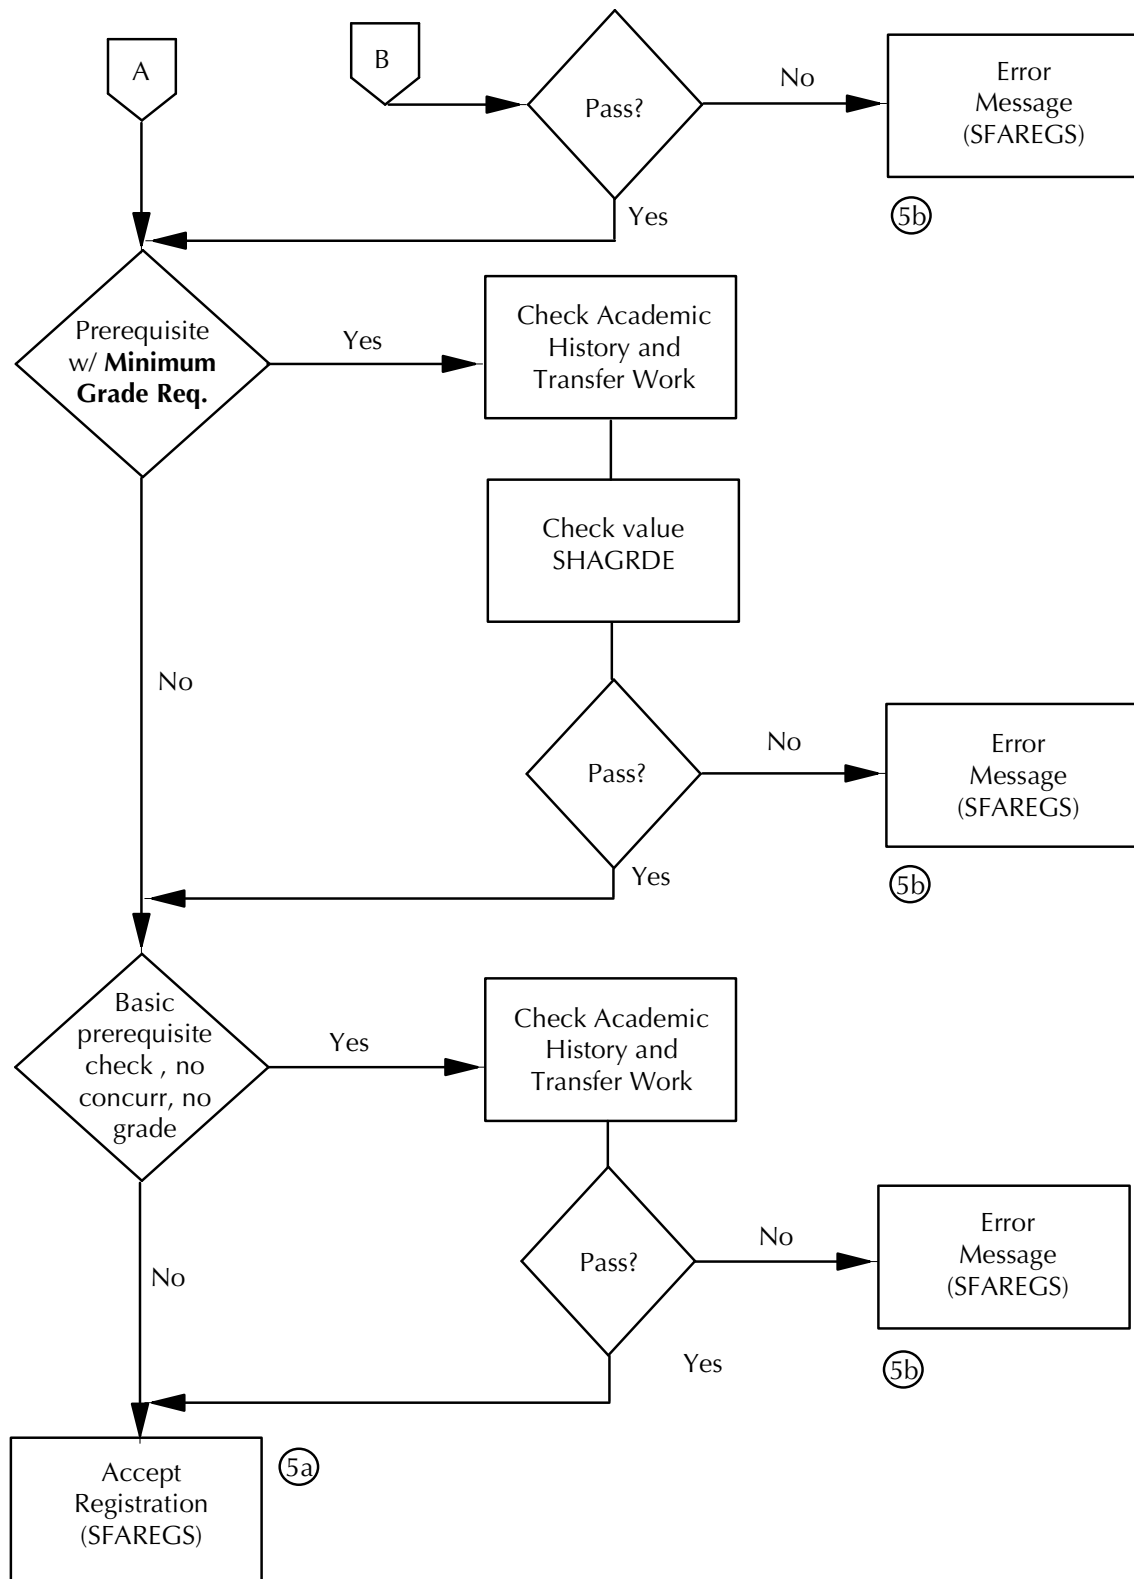 A
B
Pass?
No
Error
Message
(SFAREGS)
5b
Yes
Prerequisite
w/ Minimum
Grade Req.
Yes
Check Academic
History and
Transfer Work
Check value
SHAGRDE
No
Pass?
No
Error
Message
(SFAREGS)
5b
Yes
Basic
prerequisite
check , no
concurr, no
grade
Yes
Check Academic
History and
Transfer Work
No
Pass?
No
Error
Message
(SFAREGS)
5b
Yes
Accept
Registration
(SFAREGS)
5a